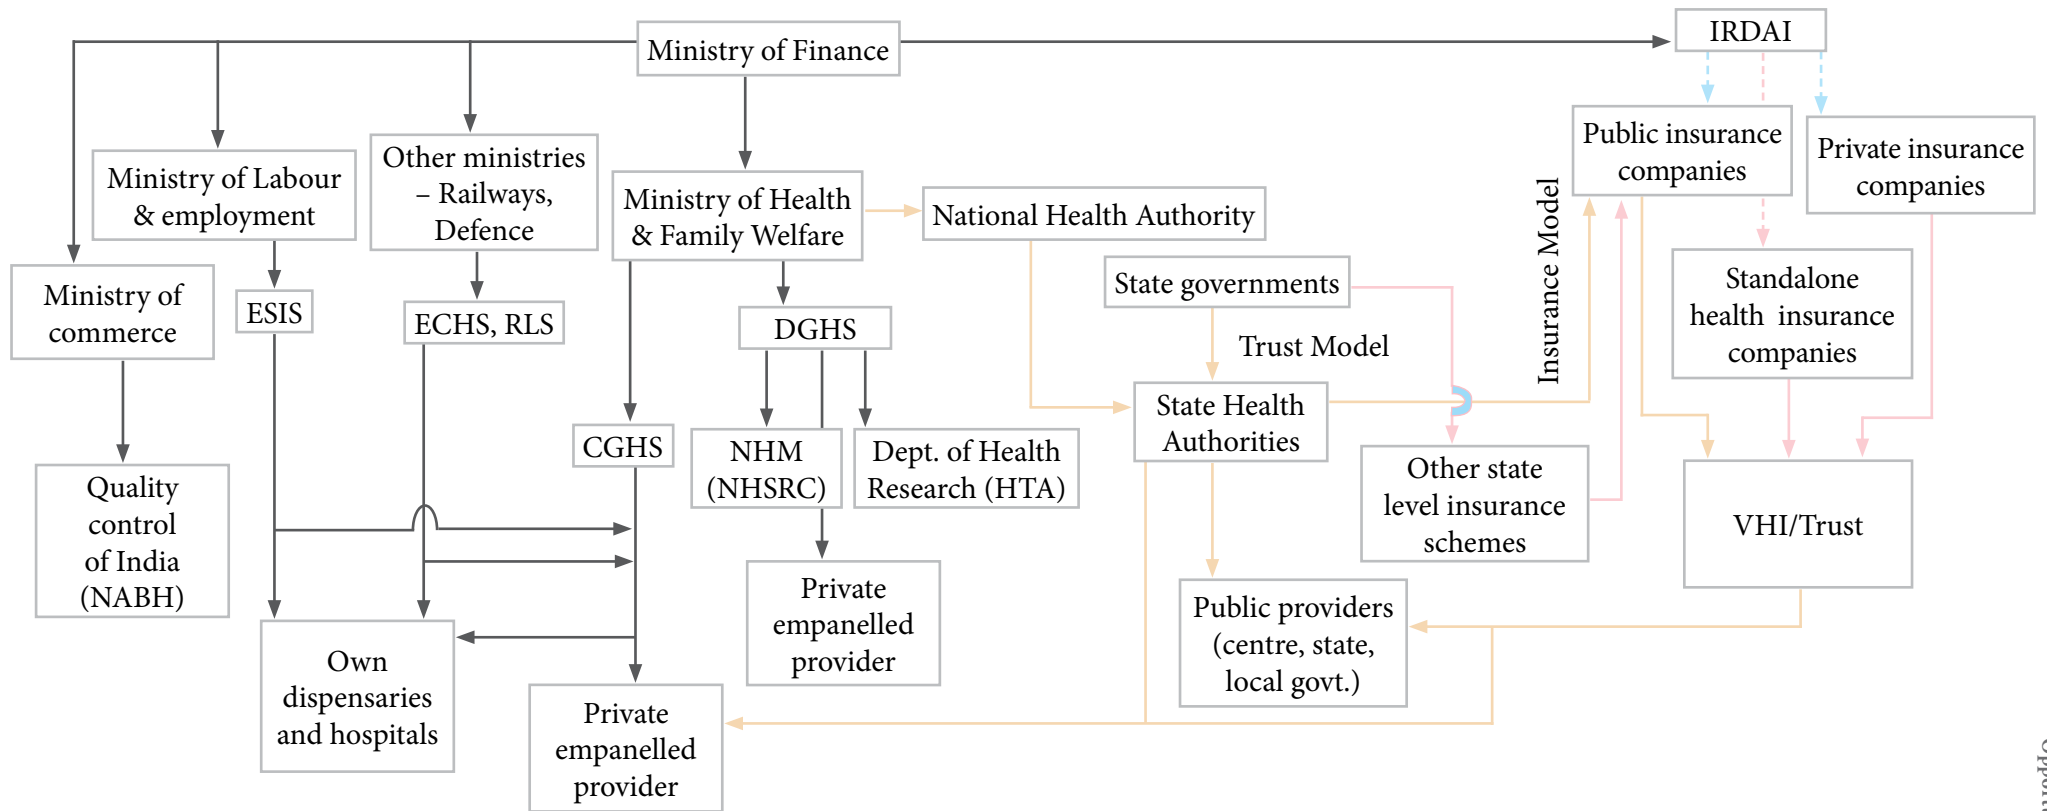 Ministry of Finance
IRDAI
Ministry of Labour
& employment
Other ministries
– Railways,
Defence
Ministry of Health
& Family Welfare
National Health Authority
Public insurance
companies
Private insurance
companies
Ministry of
commerce
ESIS
ECHS, RLS
DGHS
State governments
Trust Model
Insurance Model
Standalone
health insurance
companies
CGHS
NHM
(NHSRC)
Dept. of Health
Research (HTA)
State Health
Authorities
Other state
level insurance
schemes
VHI/Trust
Quality
control
of India
(NABH)
Own
dispensaries
and hospitals
Private
empanelled
provider
Private
empanelled
provider
Public providers
(centre, state,
local govt.)